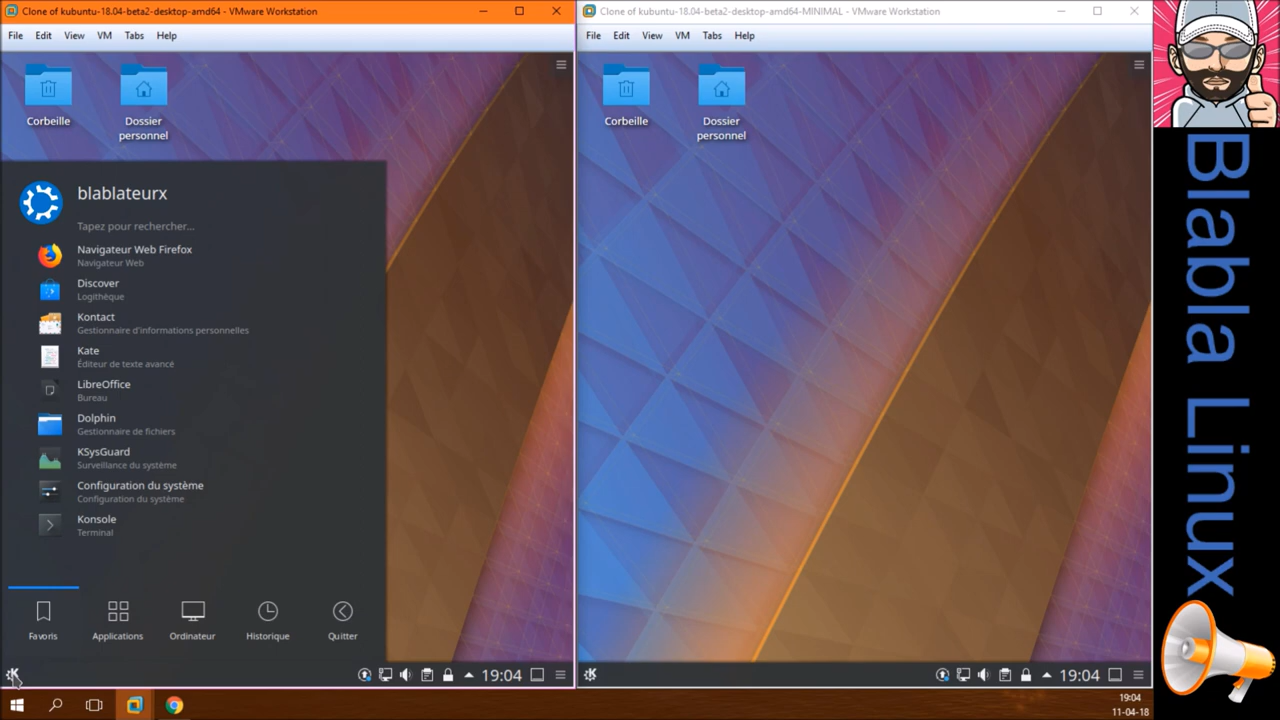 Clone of kubuntu-18.04-beta2-desktop-amd64 - VMware Workstation
File Edit View VM Tabs Help
Corbeille
Dossier
personnel
blablateurx
Tapez pour rechercher...
Navigateur Web Firefox
Navigateur Web
Discover
Logithèque
Kontact
Gestionnaire d'informations personnelles
Kate
Éditeur de texte avancé
LibreOffice
Bureau
Dolphin
Gestionnaire de fichiers
KSysGuard
Surveillance du système
Configuration du système
Configuration du système
Konsole
Terminal
Favoris Applications Ordinateur Historique Quitter
19:04
Clone of kubuntu-18.04-beta2-desktop-amd64-MINIMAL - VMware Workstation
File Edit View VM Tabs Help
Corbeille
Dossier
personnel
19:04
Blabla Linux
19:04
11-04-18